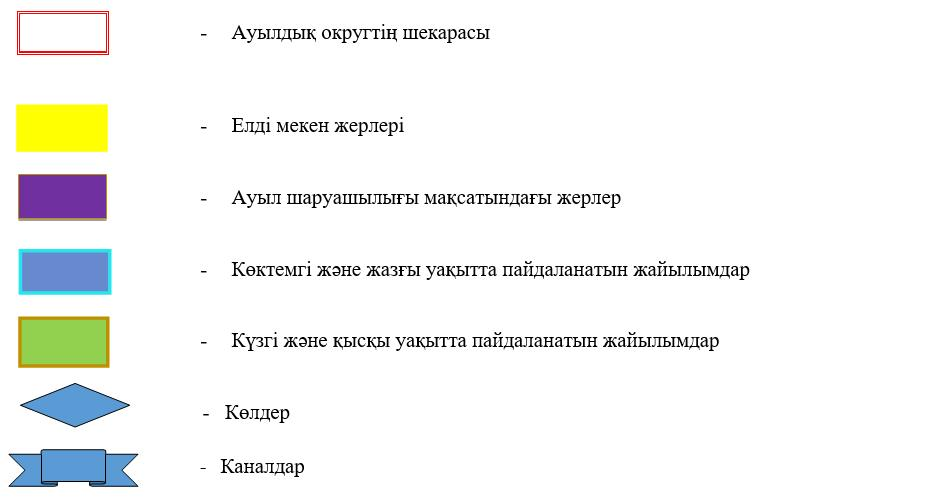 - Ауылдық округтің шекарасы
- Елді мекен жерлері
- Ауыл шаруашылығы мақсатындағы жерлер
- Көктемгі және жазғы уақытта пайдаланатын жайылымдар
- Күзгі және қысқы уақытта пайдаланатын жайылымдар
- Көлдер
- Каналдар